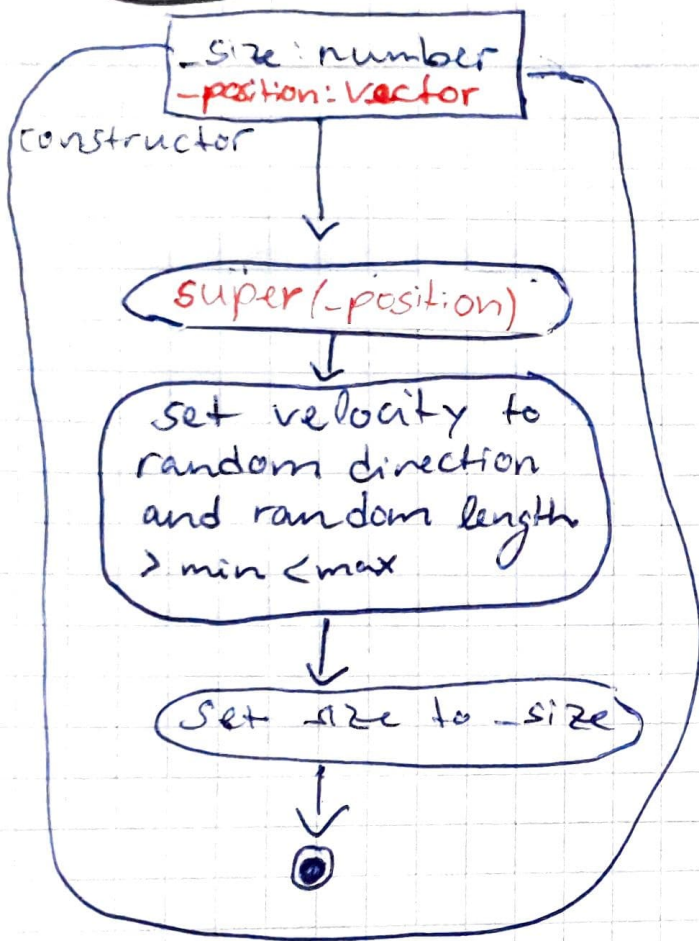 _size: number
_position: Vector
constructor
super(_position)
set velocity to
random direction
and random length
> min < max
set size to _size